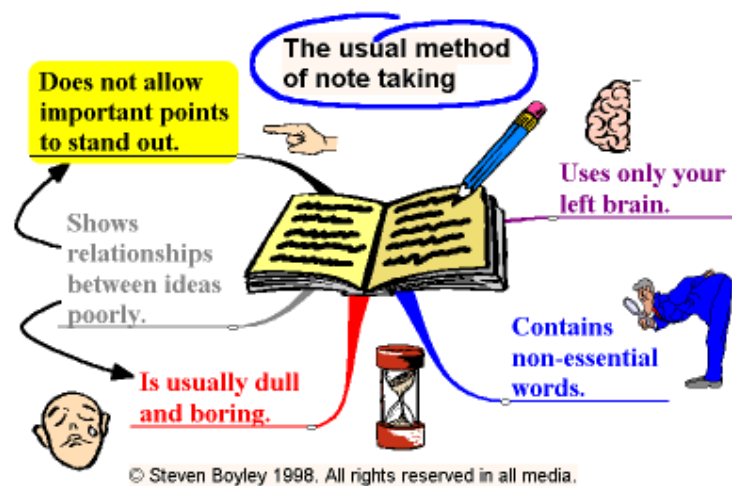 The usual method
of note taking
Does not allow
important points
to stand out.
Uses only your
left brain.
Shows
relationships
between ideas
poorly.
Contains
non-essential
words.
Is usually dull
and boring.
© Steven Boyley 1998. All rights reserved in all media.